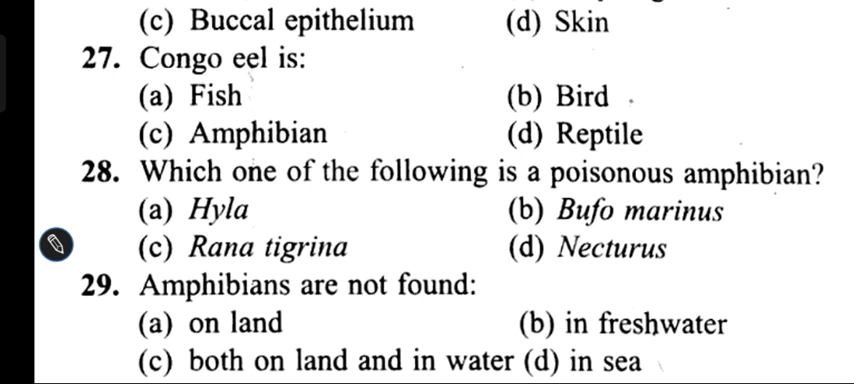 (c) Buccal epithelium (d) Skin
27. Congo eel is:
(a) Fish (b) Bird
(c) Amphibian (d) Reptile
28. Which one of the following is a poisonous amphibian?
(a) Hyla (b) Bufo marinus
(c) Rana tigrina (d) Necturus
29. Amphibians are not found:
(a) on land (b) in freshwater
(c) both on land and in water (d) in sea